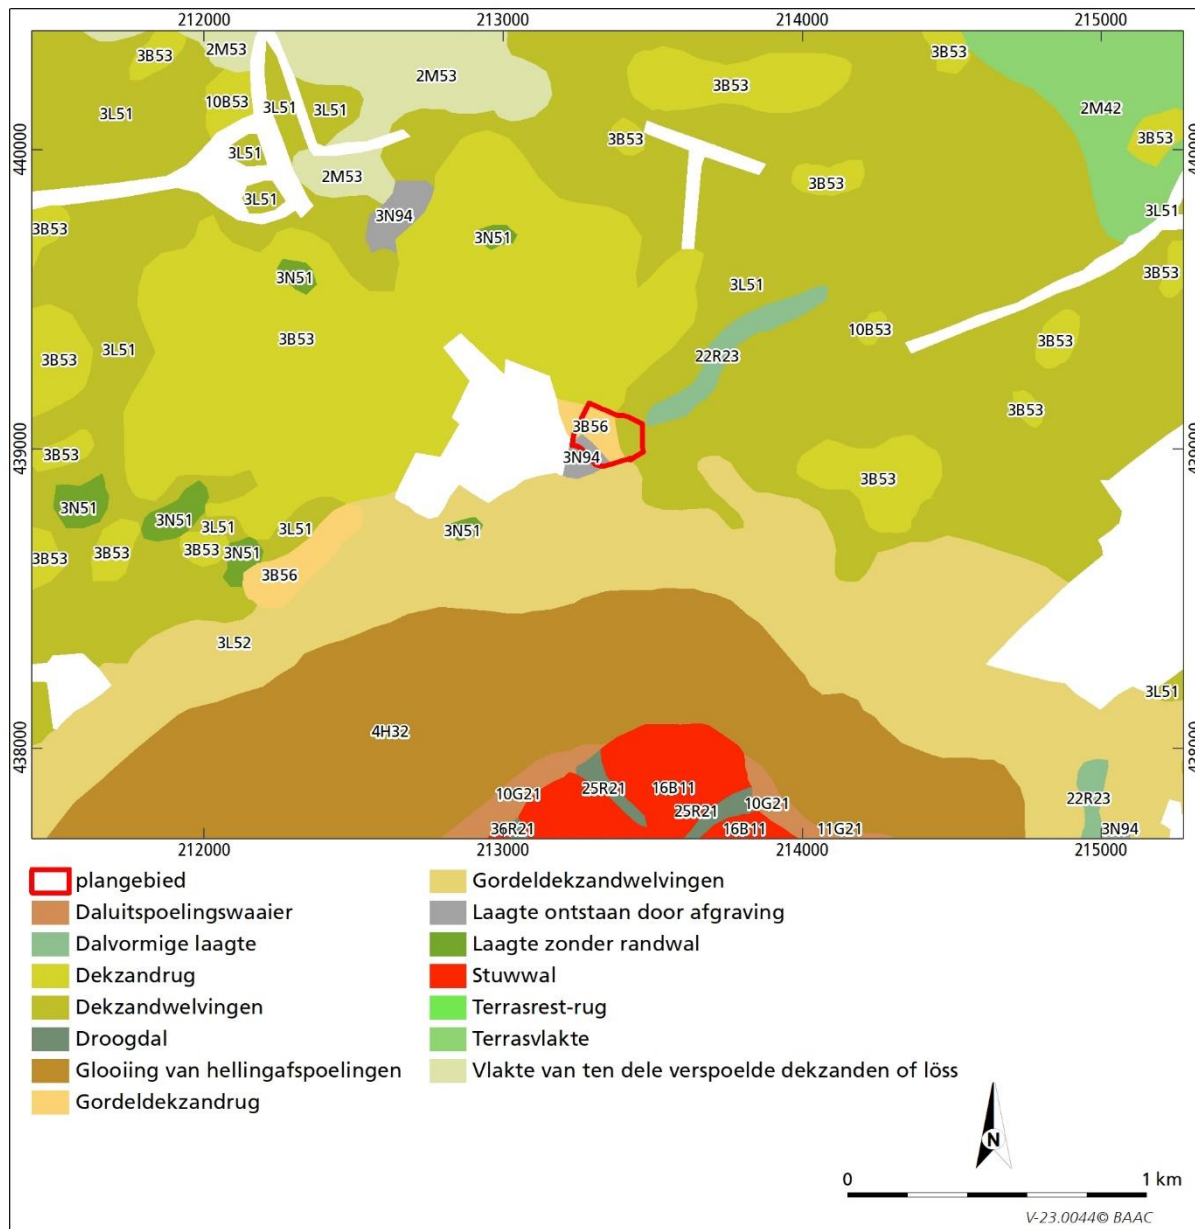 212000 213000 214000 215000
3B53 2M53 3B53
2M53 3B53
10B53 2M42
3L51 3L51 3L51
3B53 3B53
440000 440000
3L51
2M53 3B53
3L51
3N94 3L51
3B53 3N51
3N51 3L51 3B53
10B53
3B53 3B53
3L51 22R23
3B53
3B53
3B56
439000 439000
3B53 3N94
3B53
3N51
3N51 3L51 3L51 3N51
3B53 3B53 3B53 3N51
3B56
3L52
3L51
438000 438000
4H32
10G21 25R21 16B11 10G21 22R23
25R21
36R21 16B11 11G21 3N94
212000 213000 214000 215000
plangebied
Daluitspoelingswaaier
Dalvormige laagte
Dekzandrug
Dekzandwelvingen
Droogdal
Glooiing van hellingafspoelingen
Gordeldekzandrug
Gordeldekzandwelvingen
Laagte ontstaan door afgraving
Laagte zonder randwal
Stuwwal
Terrasrest-rug
Terrasvlakte
Vlakte van ten dele verspoelde dekzanden of löss
N
0 1 km
V-23.0044© BAAC